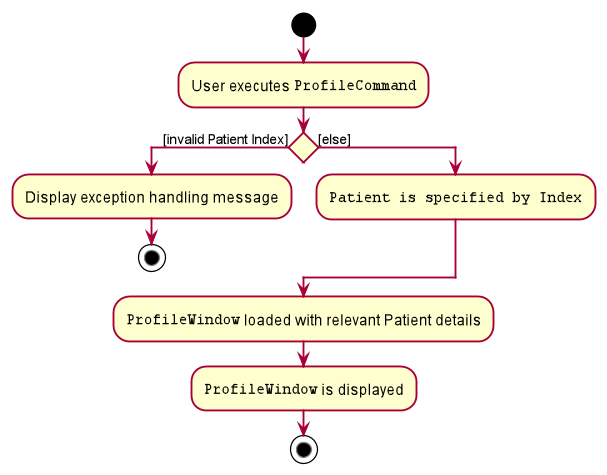 User executes ProfileCommand
[invalid Patient Index]
[else]
Display exception handling message
Patient is specified by Index
ProfileWindow loaded with relevant Patient details
ProfileWindow is displayed